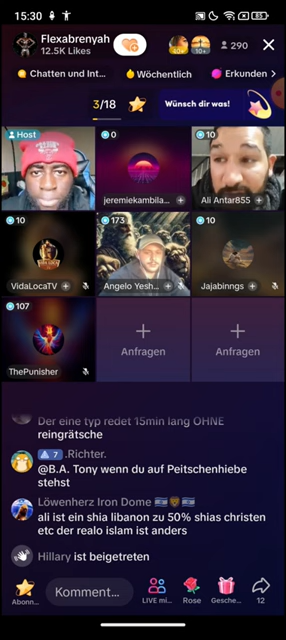 15:30
85
Flexabrenyah
12.5K Likes
40+
10+
290
Chatten und Int...
Wöchentlich
Erkunden
3/18
Wünsch dir was!
Host
0
10
jeremiekambila...
Ali Antar855
10
173
10
VidaLocaTV
Angelo Yesh...
Jajabinngs
107
ThePunisher
Anfragen
Anfragen
Der eine typ redet 15min lang OHNE
reingrätsche
7 .Richter.
@B.A. Tony wenn du auf Peitschenhiebe
stehst
Löwenherz Iron Dome
ali ist ein shia libanon zu 50% shias christen
etc der realo islam ist anders
Hillary ist beigetreten
Komment...
Abonn...
LIVE mi...
Rose
Gesche...
12